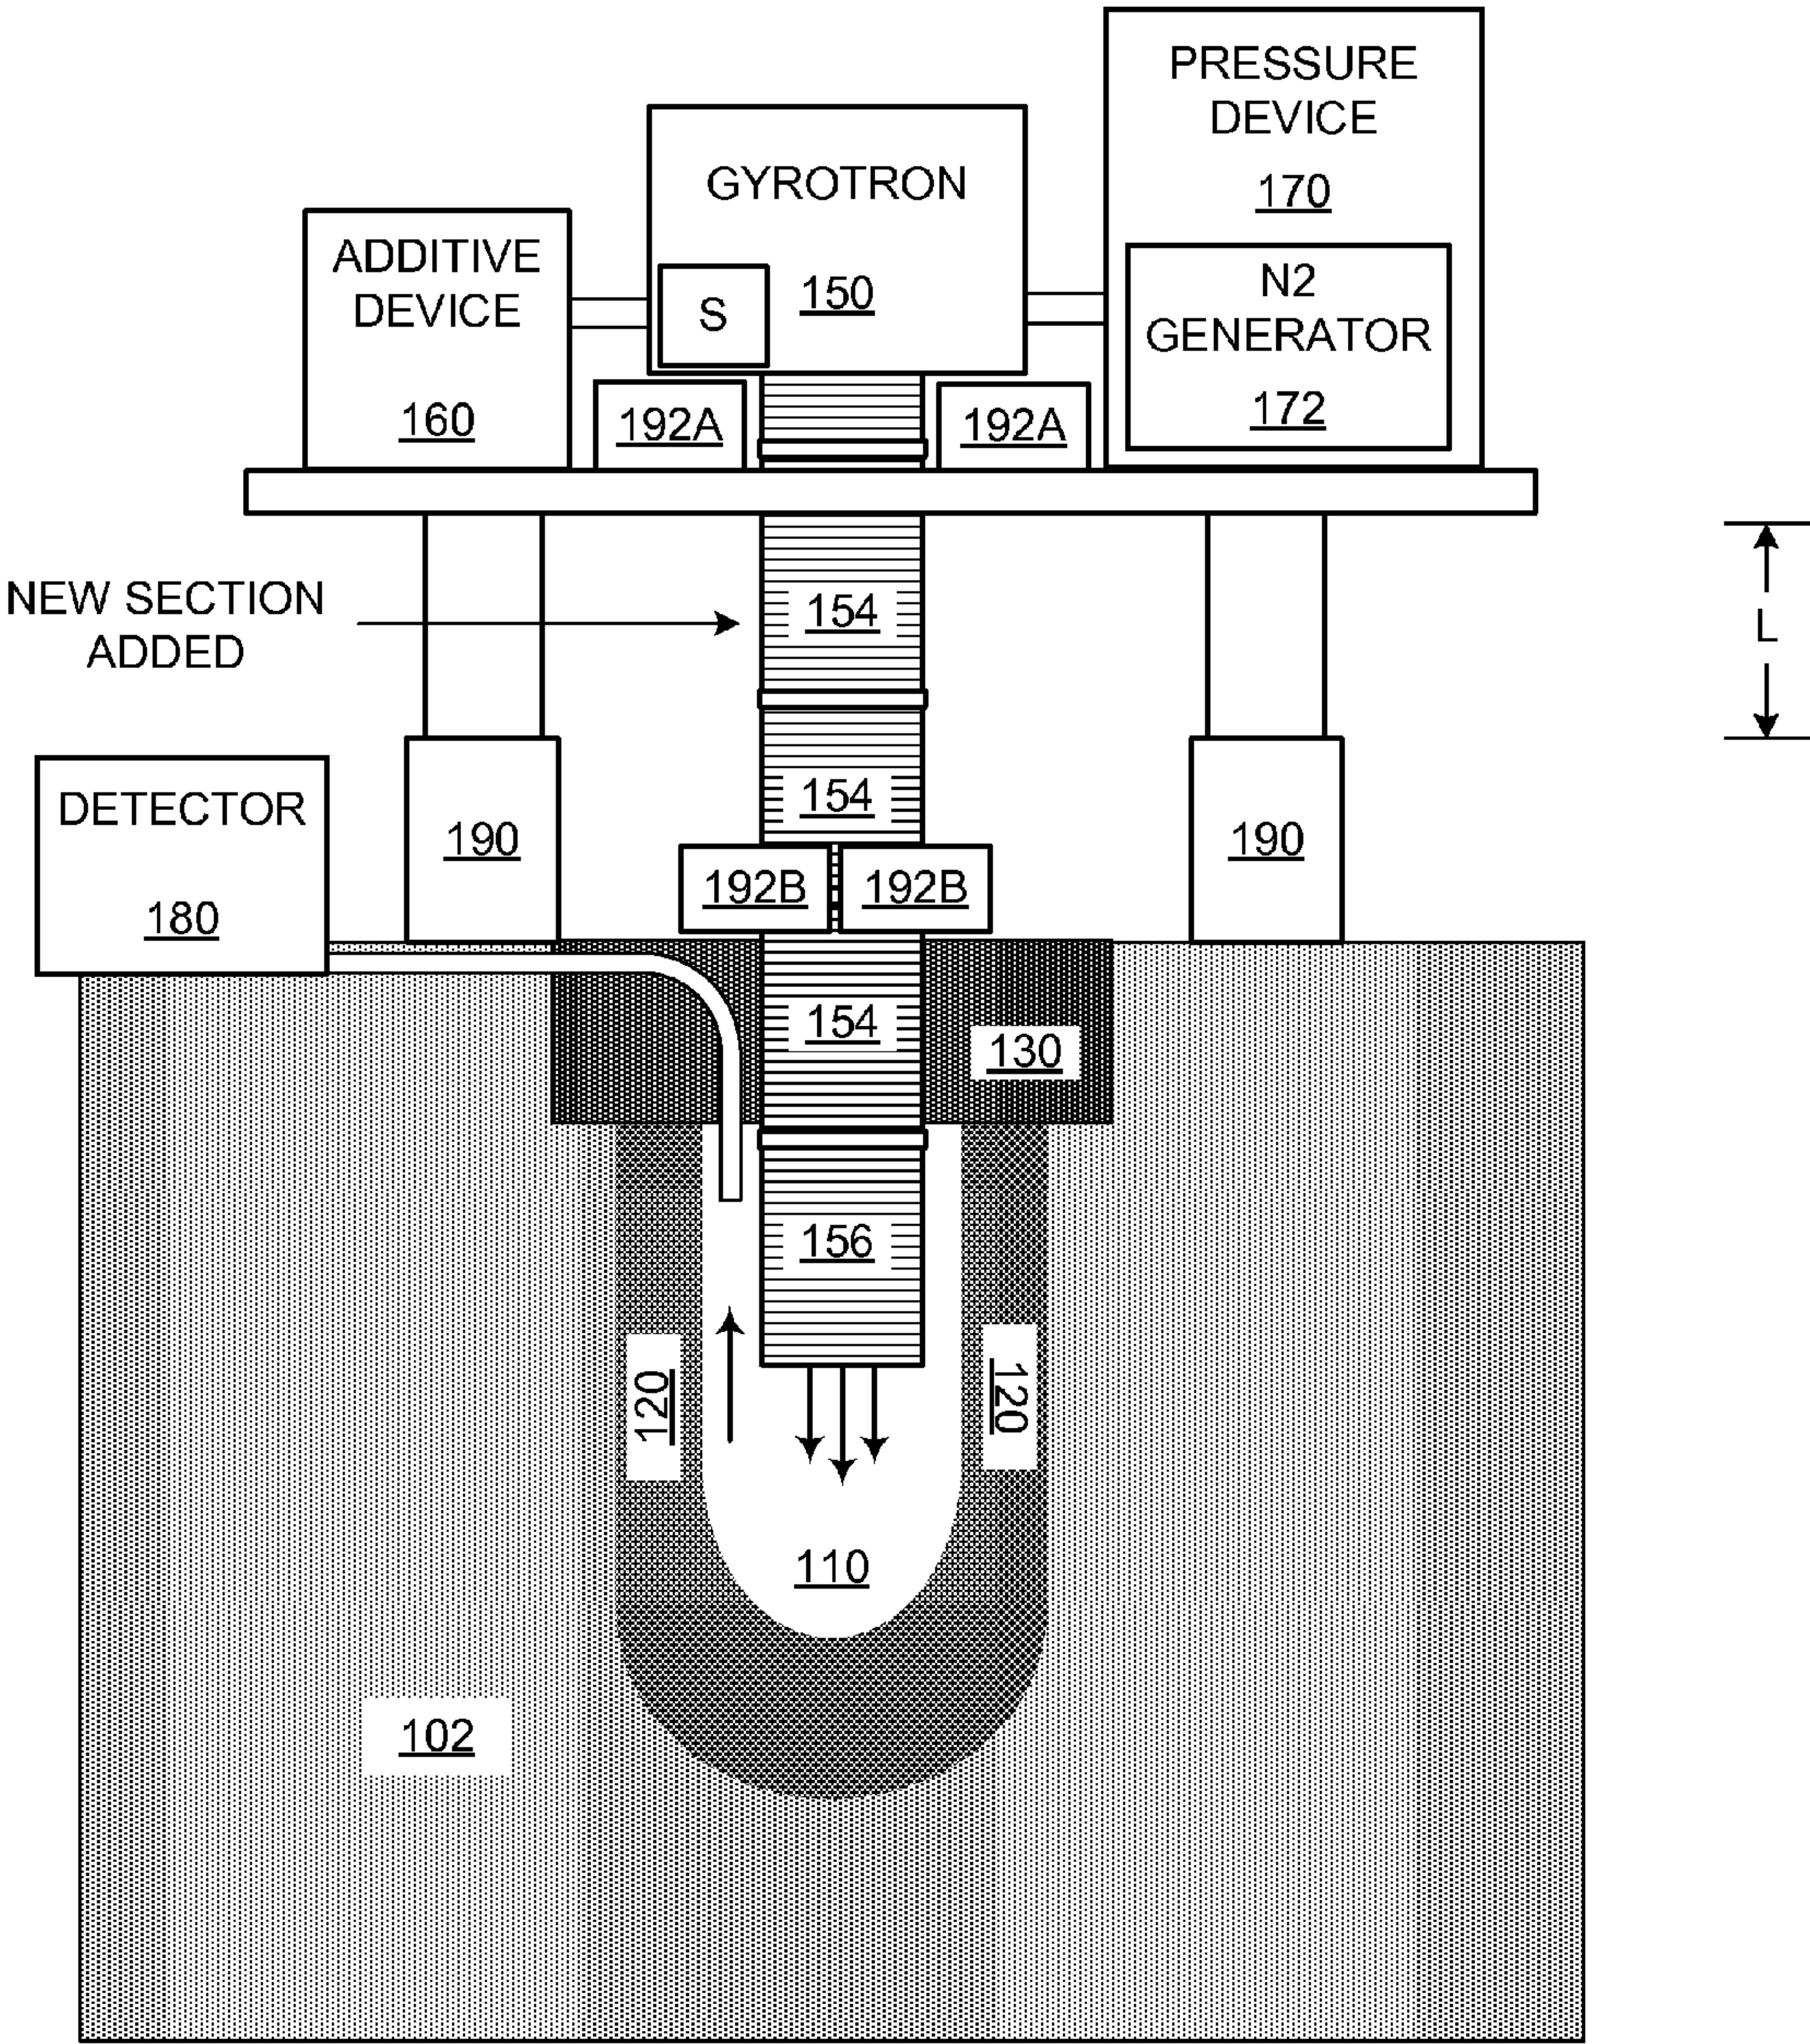 PRESSURE
DEVICE
170
N2
GENERATOR
172
GYROTRON
150
S
ADDITIVE
DEVICE
160
192A
192A
NEW SECTION
ADDED
154
L
154
DETECTOR
180
190
190
192B
192B
154
130
156
120
120
110
102